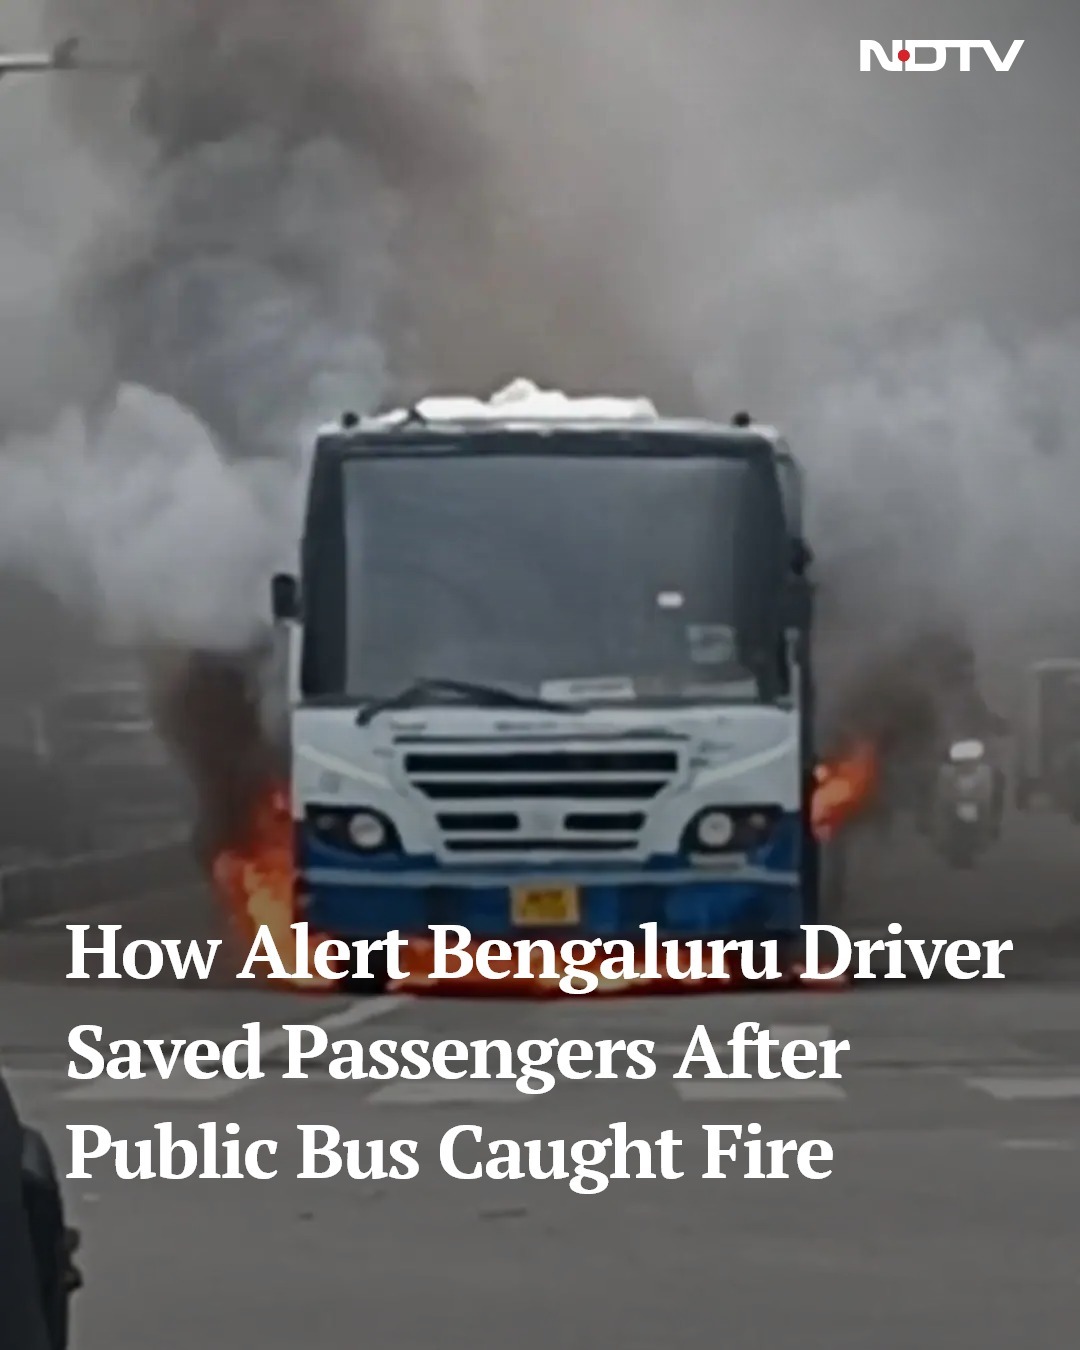 NDTV
How Alert Bengaluru Driver
Saved Passengers After
Public Bus Caught Fire